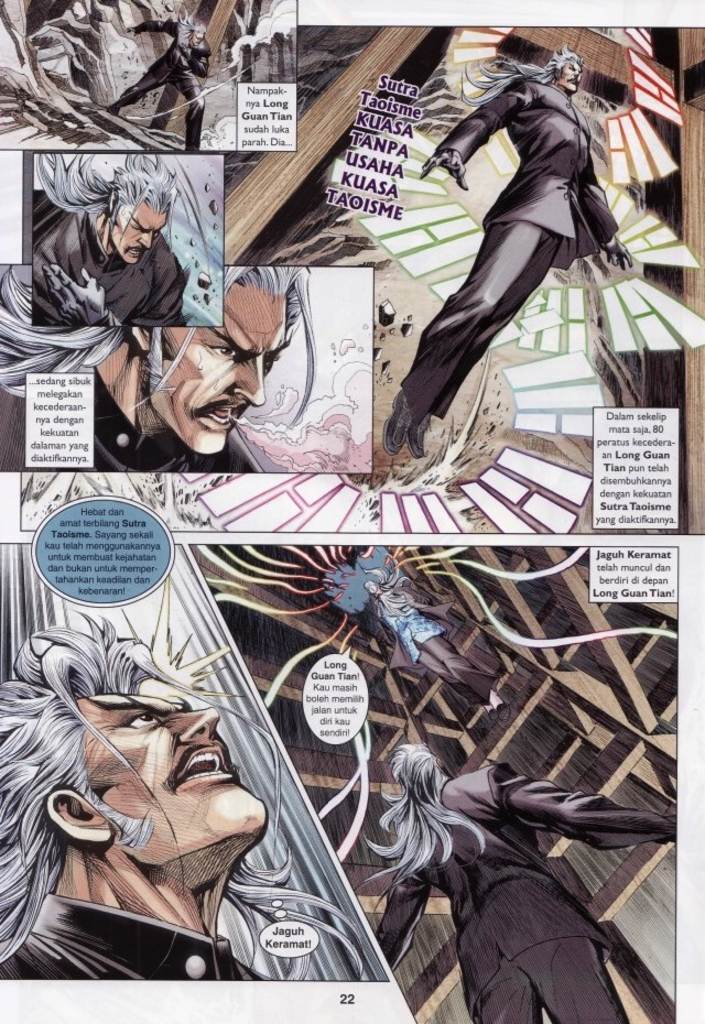 Nampak-
nya Long
Guan Tian
sudah luka
parah. Dia...
Sutra
Taoisme
KUASA
TANPA
USAHA
KUASA
TAOISME
...sedang sibuk
melegakan
kecederaan-
nya dengan
kekuatan
dalaman yang
diaktifkannya.
Dalam sekelip
mata saja, 80
peratus kecedera-
an Long Guan
Tian pun telah
disembuhkannya
dengan kekuatan
Sutra Taoisme
yang diaktifkannya.
Hebat dan
amat terbilang Sutra
Taoisme. Sayang sekali
kau telah menggunakannya
untuk membuat kejahatan
dan bukan untuk memper-
tahankan keadilan dan
kebenaran!
Jaguh Keramat
telah muncul dan
berdiri di depan
Long Guan Tian!
Long
Guan Tian!
Kau masih
boleh memilih
jalan untuk
diri kau
sendiri!
Jaguh
Keramat!
22